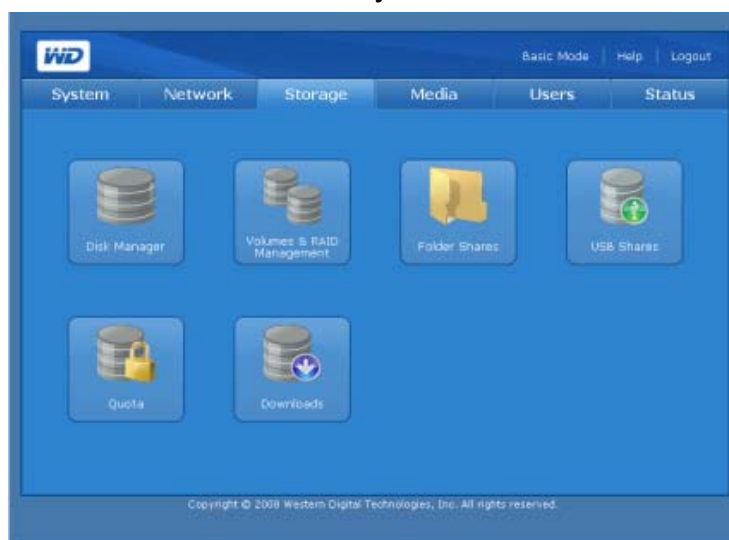 WD
Basic Mode | Help | Logout
System Network Storage Media Users Status
Disk Manager
Volumes & RAID
Management
Folder Shares
USB Shares
Quota
Downloads
Copyright © 2008 Western Digital Technologies, Inc. All rights reserved.